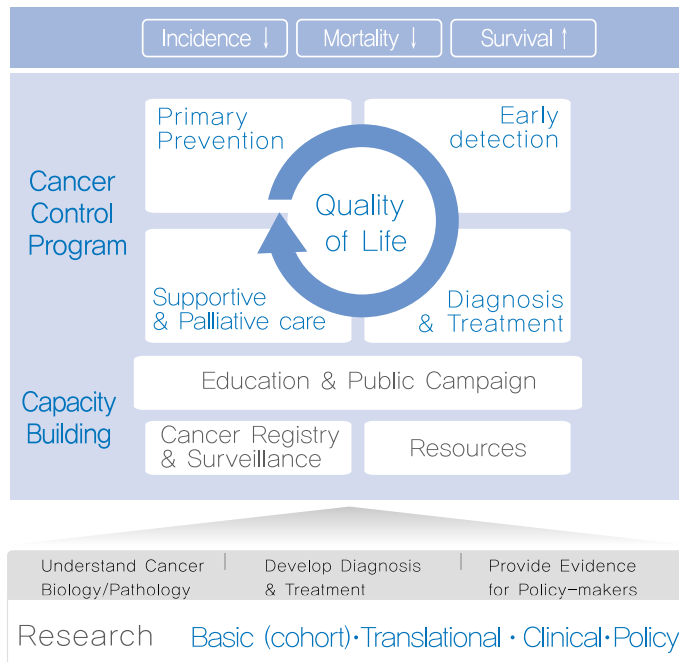 Incidence ↓ Mortality ↓ Survival ↑
Primary
Prevention
Early
detection
Cancer
Control
Program
Quality
of Life
Supportive
& Palliative care
Diagnosis
& Treatment
Capacity
Building
Education & Public Campaign
Cancer Registry
& Surveillance
Resources
Understand Cancer
Biology/Pathology
Develop Diagnosis
& Treatment
Provide Evidence
for Policy-makers
Research Basic (cohort)·Translational · Clinical·Policy